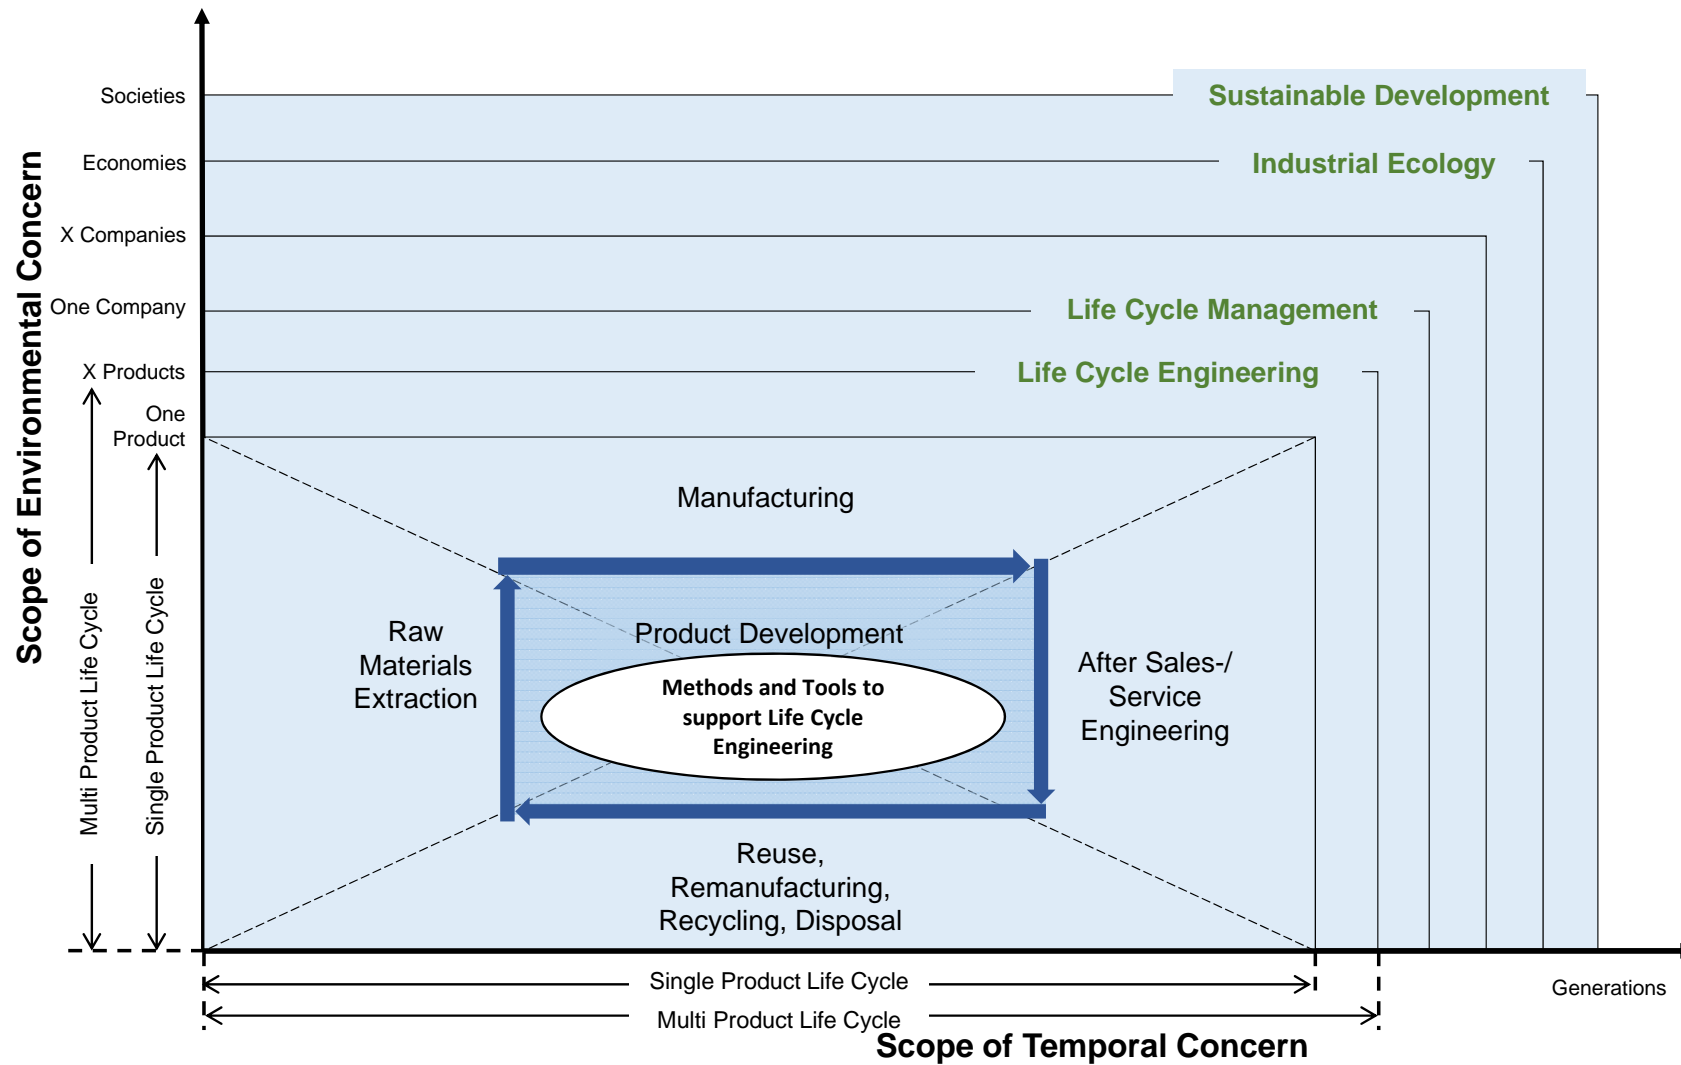 Scope of Environmental Concern
Societies
Economies
X Companies
One Company
X Products
One
Product
Sustainable Development
Industrial Ecology
Life Cycle Management
Life Cycle Engineering
Multi Product Life Cycle
Single Product Life Cycle
Manufacturing
Raw
Materials
Extraction
Product Development
Methods and Tools to
support Life Cycle
Engineering
After Sales-/
Service
Engineering
Reuse,
Remanufacturing,
Recycling, Disposal
Single Product Life Cycle
Multi Product Life Cycle
Generations
Scope of Temporal Concern